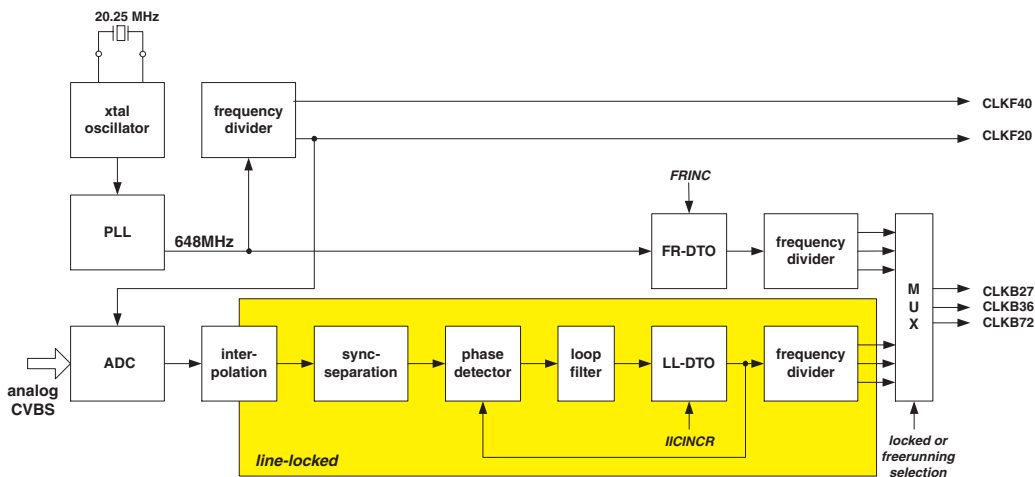 20.25 MHz
xtal
oscillator
frequency
divider
CLKF40
CLKF20
FRINC
PLL
648MHz
FR-DTO
frequency
divider
M
U
X
CLKB27
CLKB36
CLKB72
ADC
inter-
polation
sync-
separation
phase
detector
loop
filter
LL-DTO
frequency
divider
analog
CVBS
IICINCR
line-locked
locked or
freerunning
selection